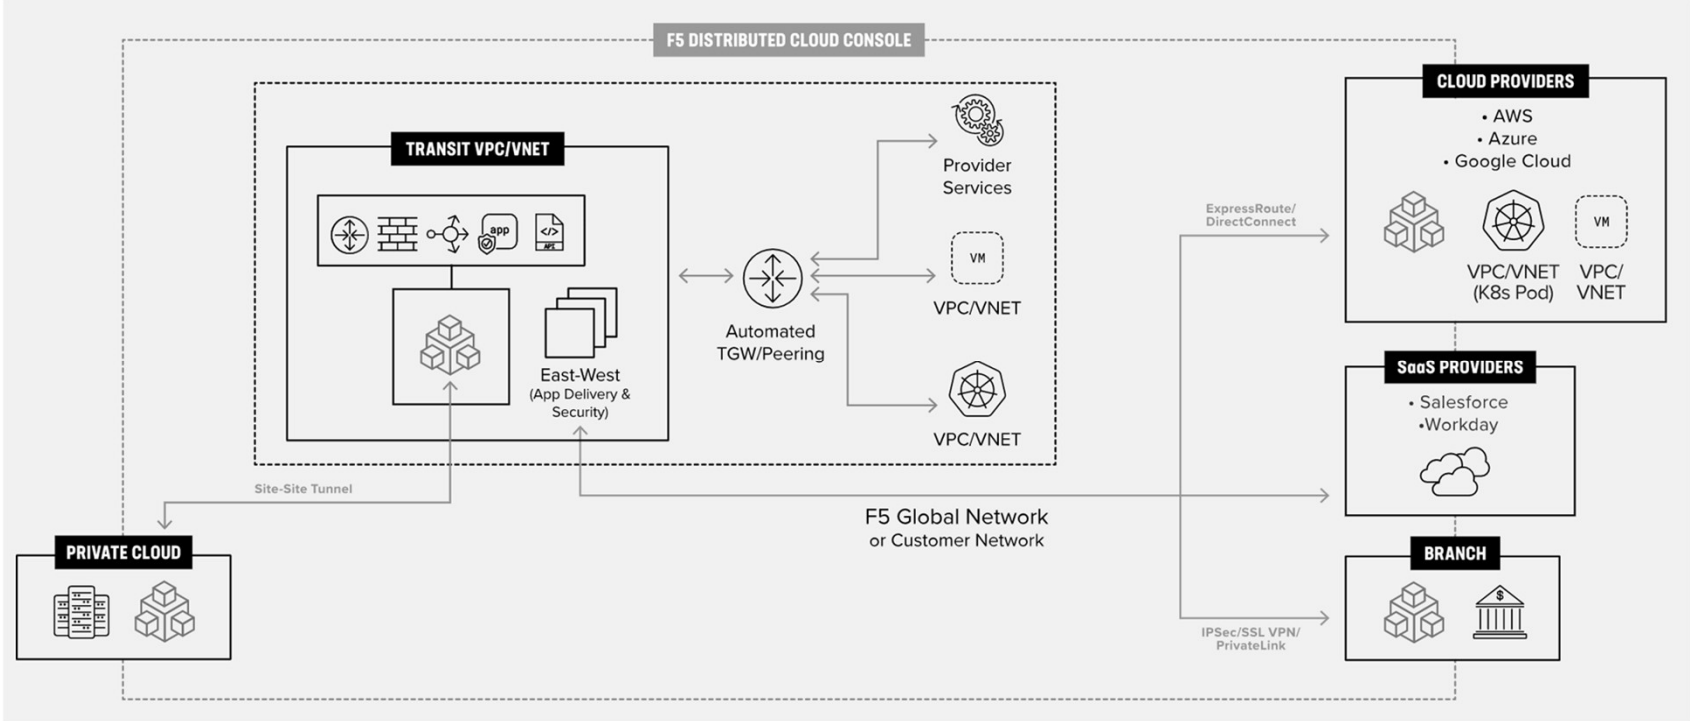 F5 DISTRIBUTED CLOUD CONSOLE
TRANSIT VPC/VNET
app
</>
API
East-West
(App Delivery &
Security)
Automated
TGW/Peering
Provider
Services
VM
VPC/VNET
VPC/VNET
Site-Site Tunnel
PRIVATE CLOUD
F5 Global Network
or Customer Network
ExpressRoute/
DirectConnect
IPSec/SSL VPN/
PrivateLink
CLOUD PROVIDERS
• AWS
• Azure
• Google Cloud
VM
VPC/VNET
(K8s Pod)
VPC/
VNET
SaaS PROVIDERS
• Salesforce
•Workday
BRANCH
$